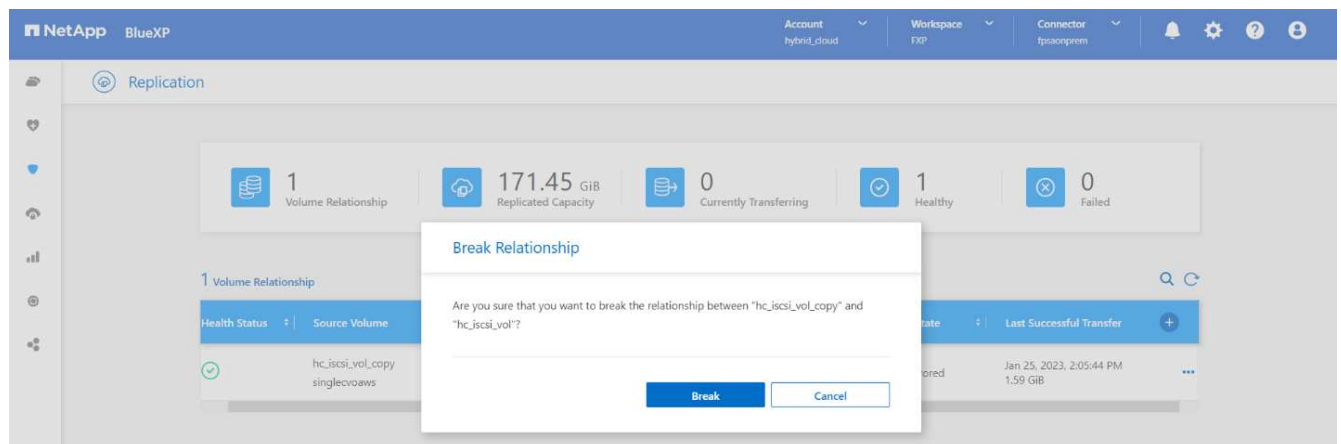 NetApp BlueXP
Account
hybrid_cloud
Workspace
FXP
Connector
fpsaonprem
Replication
1
Volume Relationship
171.45 GiB
Replicated Capacity
0
Currently Transferring
1
Healthy
0
Failed
Break Relationship
Are you sure that you want to break the relationship between "hc_iscsi_vol_copy" and
"hc_iscsi_vol"?
Break Cancel
1 Volume Relationship
Health Status Source Volume tate Last Successful Transfer
hc_iscsi_vol_copy
singlecvoaws
ored
Jan 25, 2023, 2:05:44 PM
1.59 GiB